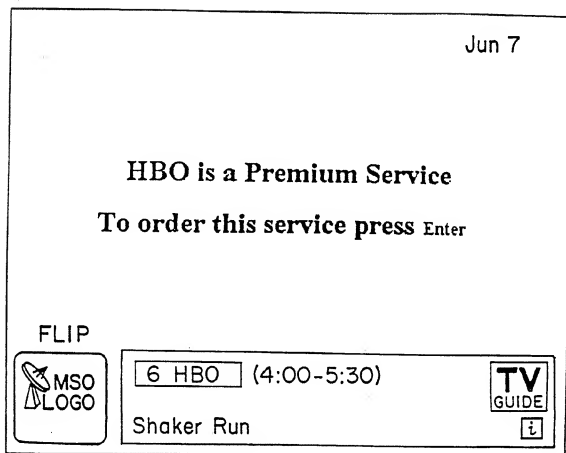 Jun 7
HBO is a Premium Service
To order this service press Enter
FLIP
MSO
LOGO
6 HBO (4:00-5:30)
TV
GUIDE
Shaker Run
i